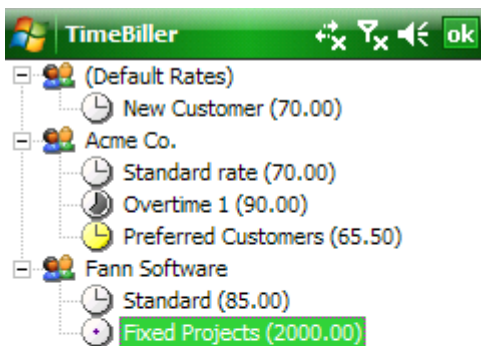 TimeBiller ok
(Default Rates)
New Customer (70.00)
Acme Co.
Standard rate (70.00)
Overtime 1 (90.00)
Preferred Customers (65.50)
Fann Software
Standard (85.00)
Fixed Projects (2000.00)